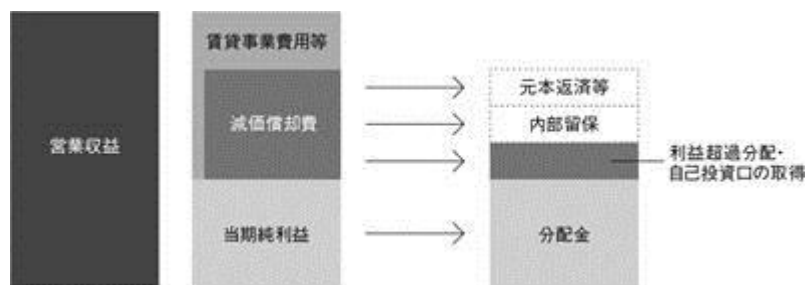 営業収益
賃貸事業費用等
減価償却費
当期純利益
元本返済等
内部留保
分配金
利益超過分配・
自己投資口の取得